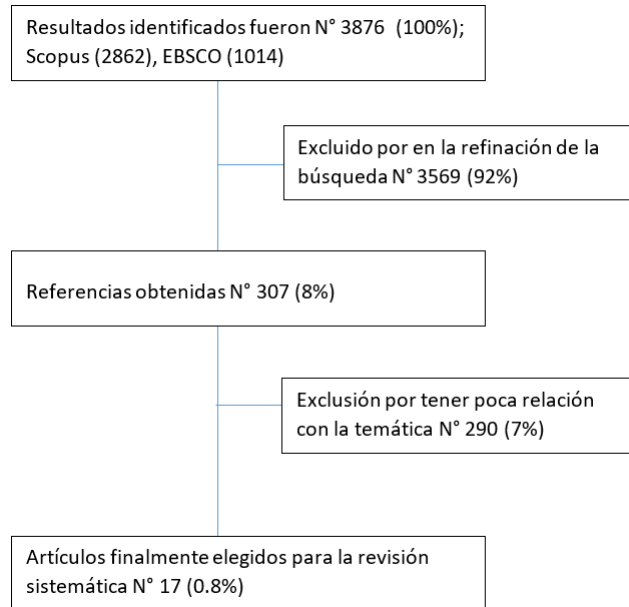 Resultados identificados fueron N° 3876 (100%);
Scopus (2862), EBSCO (1014)
Excluido por en la refinación de la
búsqueda N° 3569 (92%)
Referencias obtenidas N° 307 (8%)
Exclusión por tener poca relación
con la temática N° 290 (7%)
Artículos finalmente elegidos para la revisión
sistemática N° 17 (0.8%)